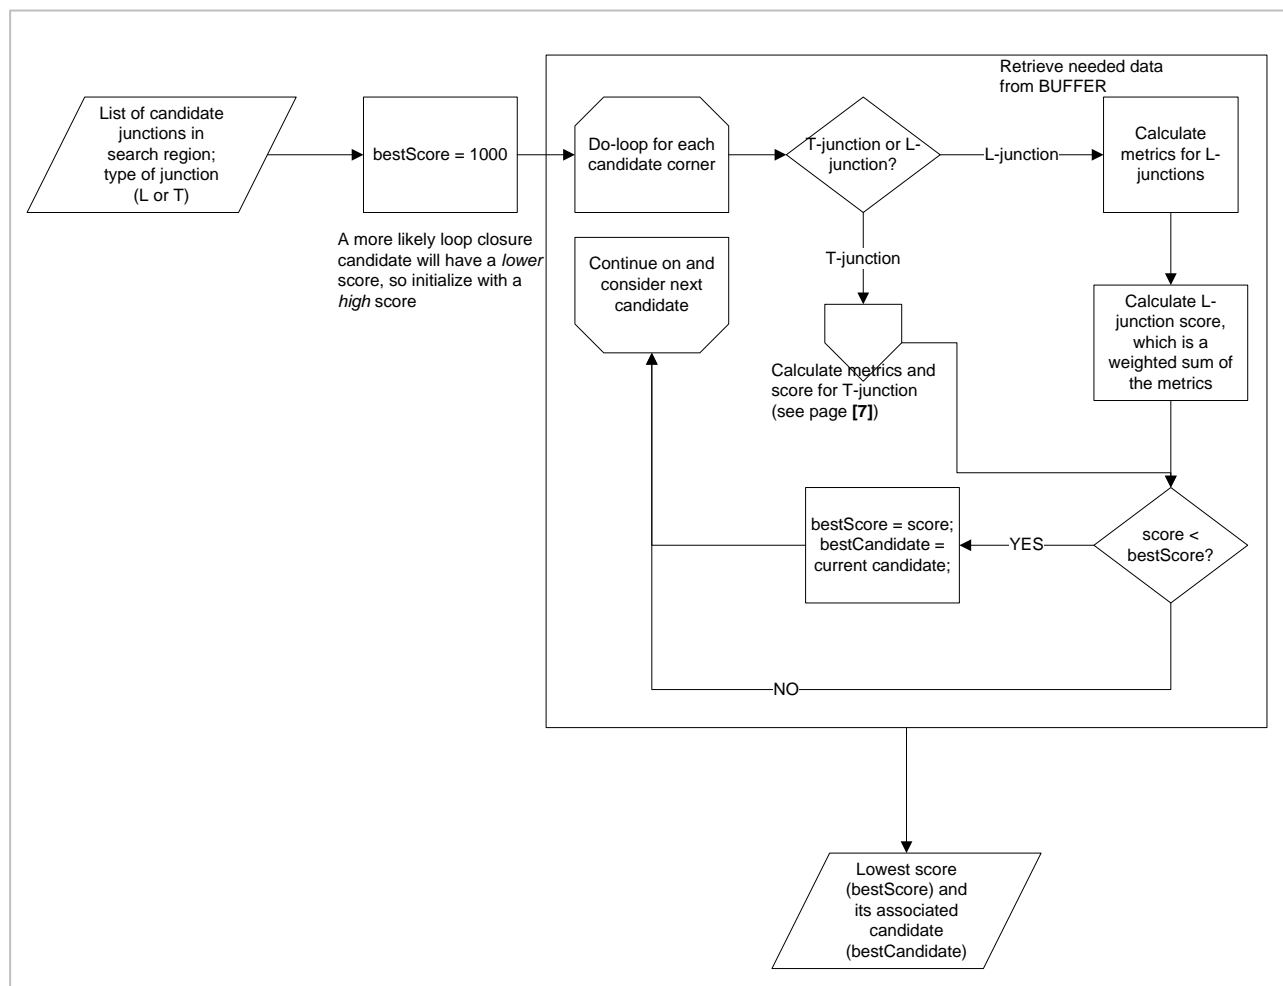 List of candidate
junctions in
search region;
type of junction
(L or T)
bestScore = 1000
A more likely loop closure
candidate will have a lower
score, so initialize with a
high score
Do-loop for each
candidate corner
T-junction or L-
junction?
L-junction
Retrieve needed data
from BUFFER
Calculate
metrics for L-
junctions
T-junction
Continue on and
consider next
candidate
Calculate metrics and
score for T-junction
(see page [7])
Calculate L-
junction score,
which is a
weighted sum of
the metrics
score <
bestScore?
YES
bestScore = score;
bestCandidate =
current candidate;
NO
Lowest score
(bestScore) and
its associated
candidate
(bestCandidate)